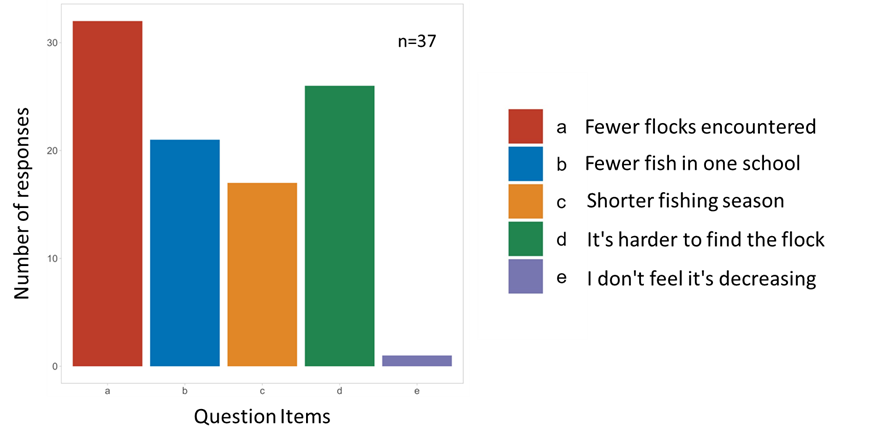 30
20
10
0
Number of responses
n=37
a
b
c
d
e
Question Items
a Fewer flocks encountered
b Fewer fish in one school
c Shorter fishing season
d It's harder to find the flock
e I don't feel it's decreasing